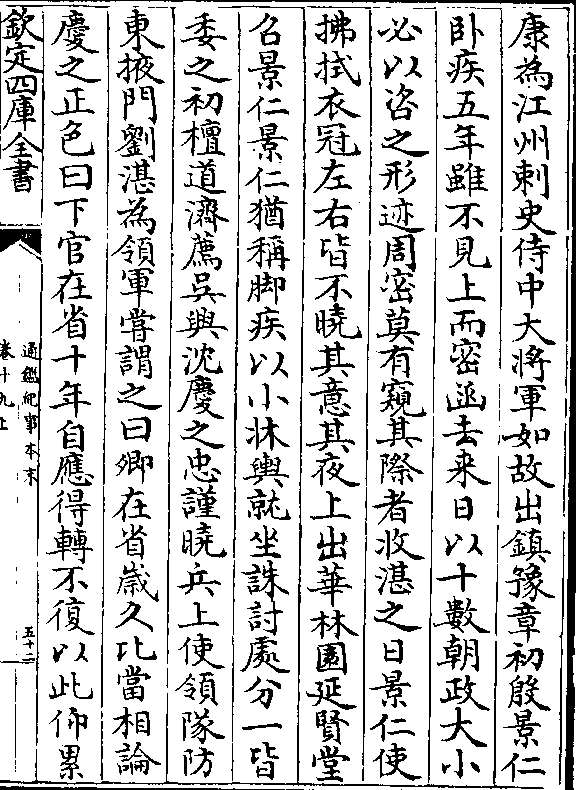 康為江州刺史侍中大將軍如故出鎮豫章初殷景仁
卧疾五年雖不見上而密函去来日以十數朝政大小
必以咨之形迹周密莫有窺其際者收湛之日景仁使
拂拭衣冠左右皆不曉其意其夜上出華林園延賢堂
召景仁景仁猶稱脚疾以小牀輿就坐誅討處分一皆
委之初檀道濟薦吳興沈慶之忠謹曉兵上使領隊防
東掖門劉湛為領軍嘗謂之曰卿在省嵗久比當相論
慶之正色曰下官在省十年自應得轉不復以此仰累
欽定四庫全書
通鑑紀事本末
卷十九上
五十二